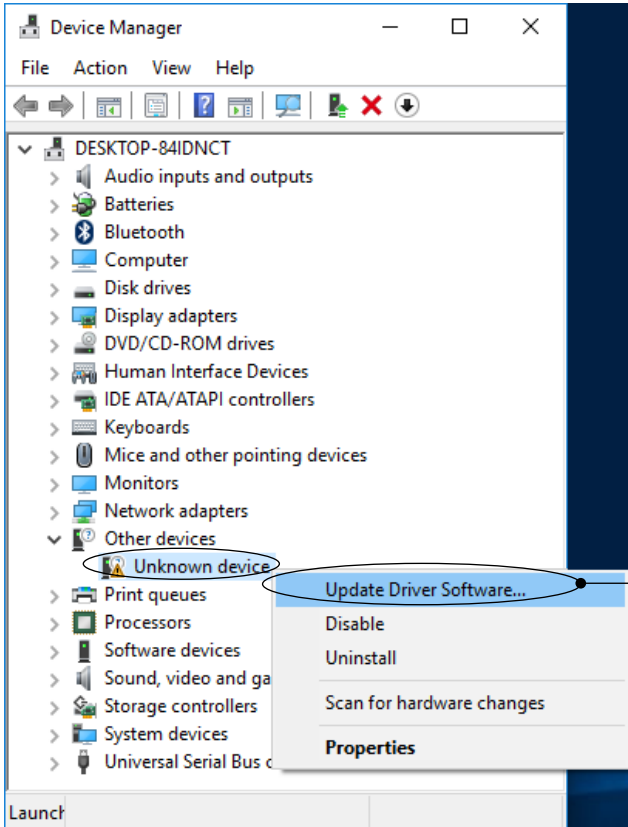 Device Manager
File Action View Help
DESKTOP-84IDNCT
Audio inputs and outputs
Batteries
Bluetooth
Computer
Disk drives
Display adapters
DVD/CD-ROM drives
Human Interface Devices
IDE ATA/ATAPI controllers
Keyboards
Mice and other pointing devices
Monitors
Network adapters
Other devices
Unknown device
Update Driver Software...
Print queues
Processors
Disable
Software devices
Uninstall
Sound, video and ga
Storage controllers
Scan for hardware changes
System devices
Properties
Universal Serial Bus c
Launch